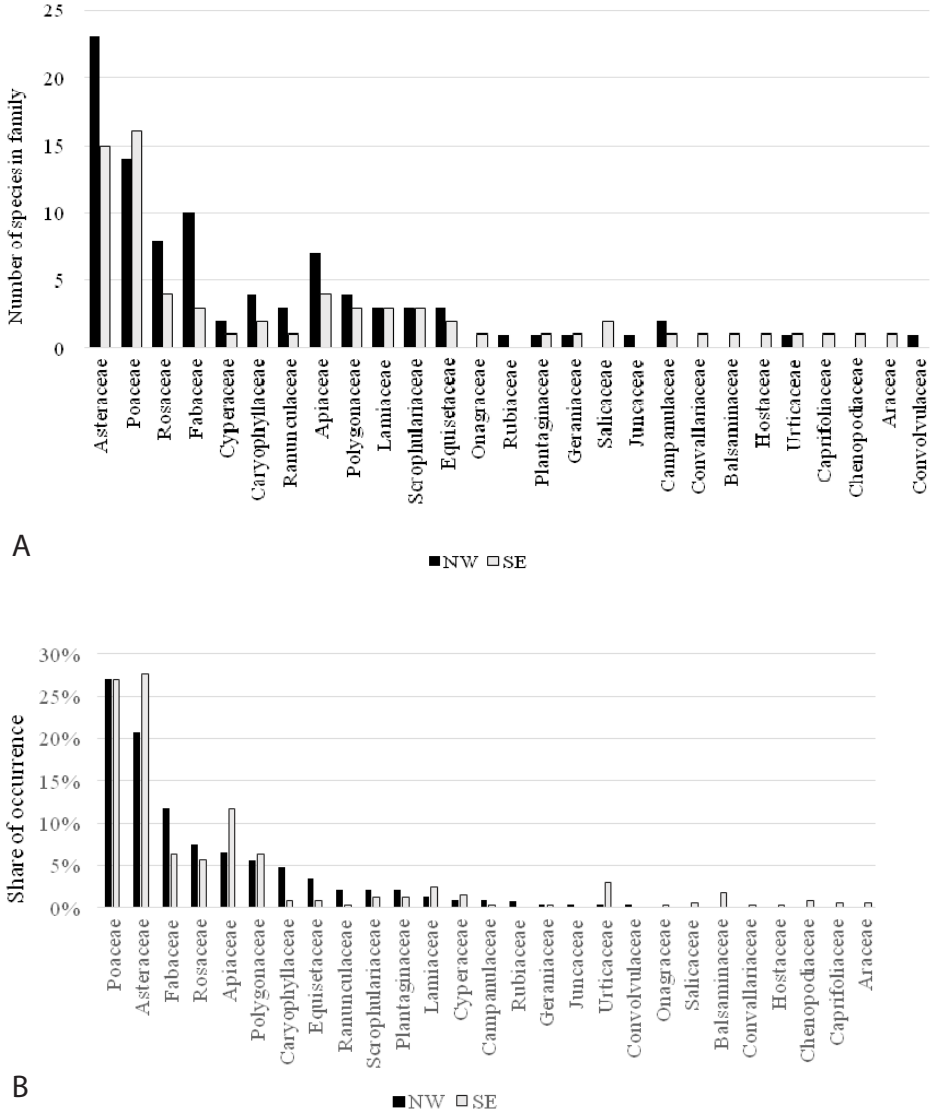 25
20
15
10
5
0
Number of species in family
Asteraceae
Poaceae
Rosaceae
Fabaceae
Cyperaceae
Caryophyllaceae
Ranunculaceae
Apiaceae
Polygonaceae
Lamiaceae
Scrophulariaceae
Equisetaceae
Onagraceae
Rubiaceae
Plantaginaceae
Geraniaceae
Salicaceae
Juncaceae
Campanulaceae
Convallariaceae
Balsaminaceae
Hostaceae
Urticaceae
Caprifoliaceae
Chenopodiaceae
Araceae
Convolvulaceae
A
NW SE
30%
25%
20%
15%
10%
5%
0%
Share of occurrence
Poaceae
Asteraceae
Fabaceae
Rosaceae
Apiaceae
Polygonaceae
Caryophyllaceae
Equisetaceae
Ranunculaceae
Scrophulariaceae
Plantaginaceae
Lamiaceae
Cyperaceae
Campanulaceae
Rubiaceae
Geraniaceae
Juncaceae
Urticaceae
Convolvulaceae
Onagraceae
Salicaceae
Balsaminaceae
Convallariaceae
Hostaceae
Chenopodiaceae
Caprifoliaceae
Araceae
B
NW SE